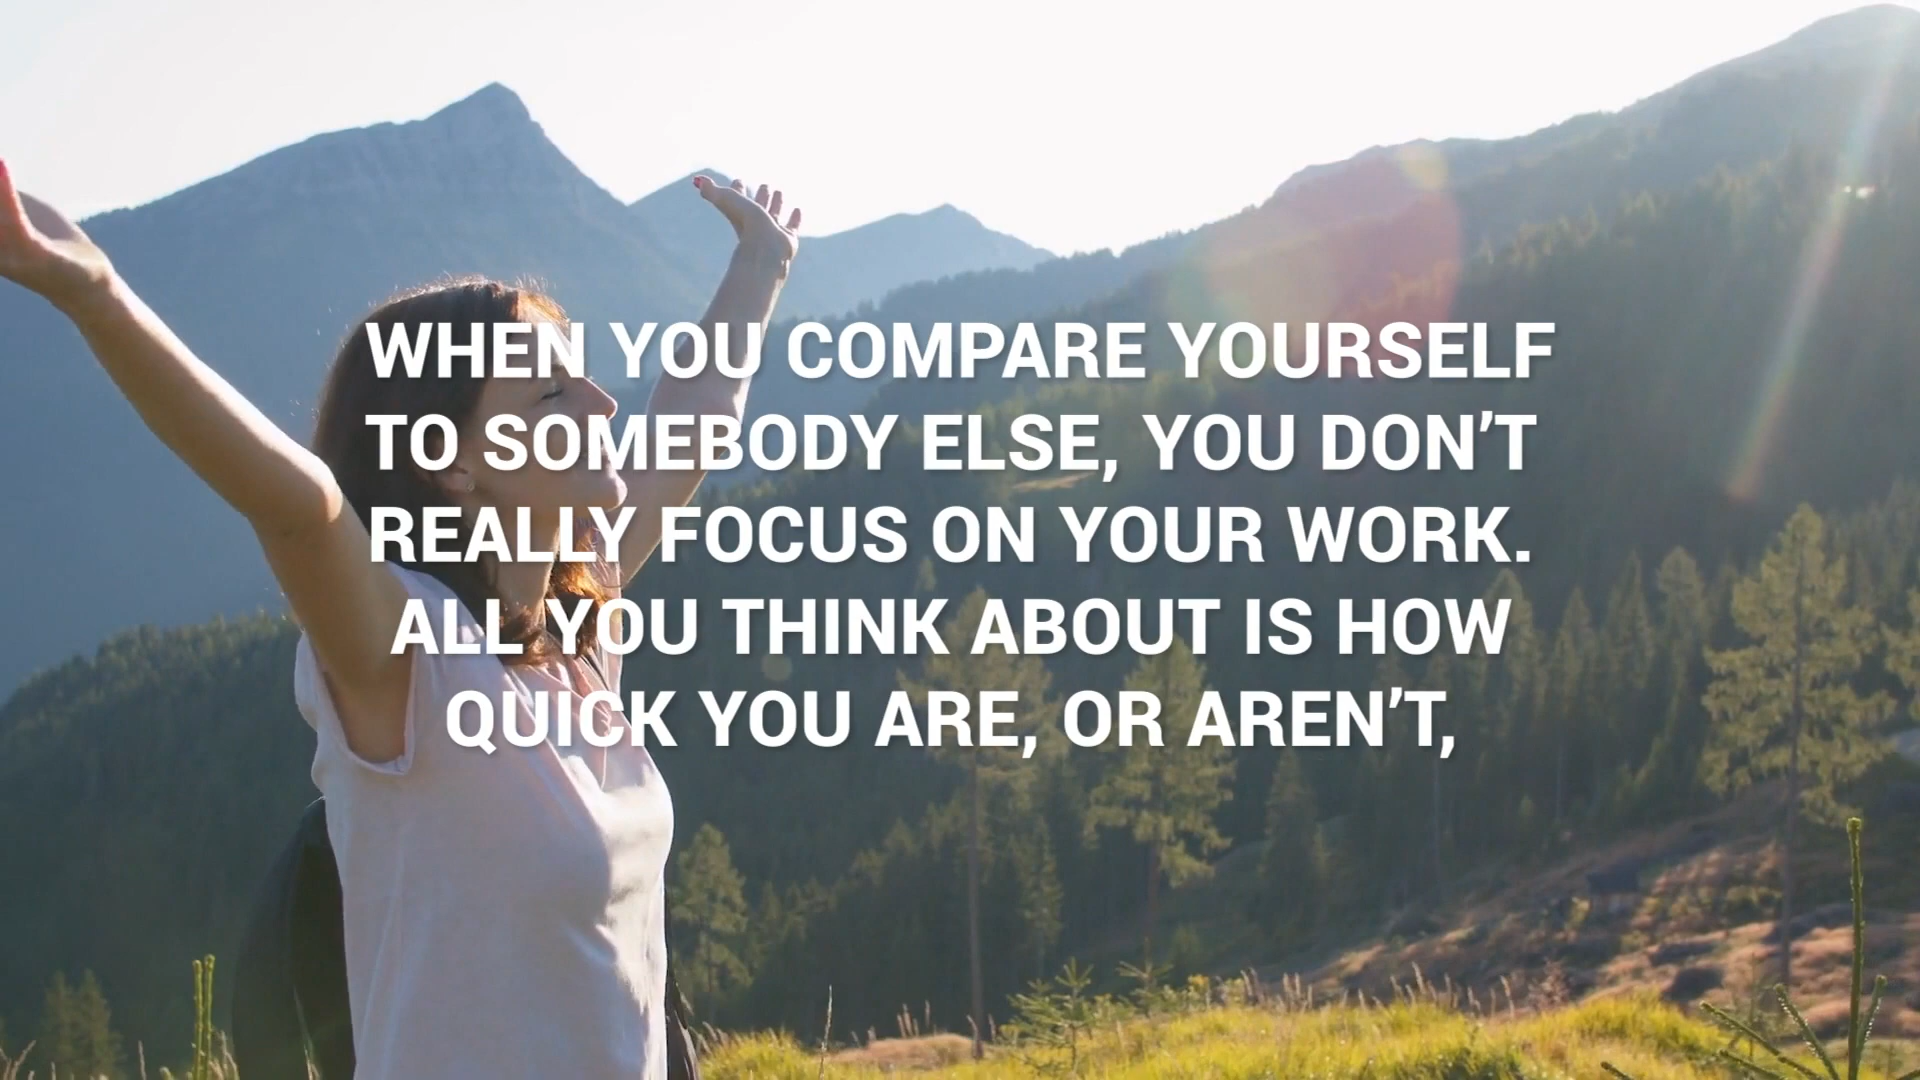 WHEN YOU COMPARE YOURSELF
TO SOMEBODY ELSE, YOU DON’T
REALLY FOCUS ON YOUR WORK.
ALL YOU THINK ABOUT IS HOW
QUICK YOU ARE, OR AREN’T,